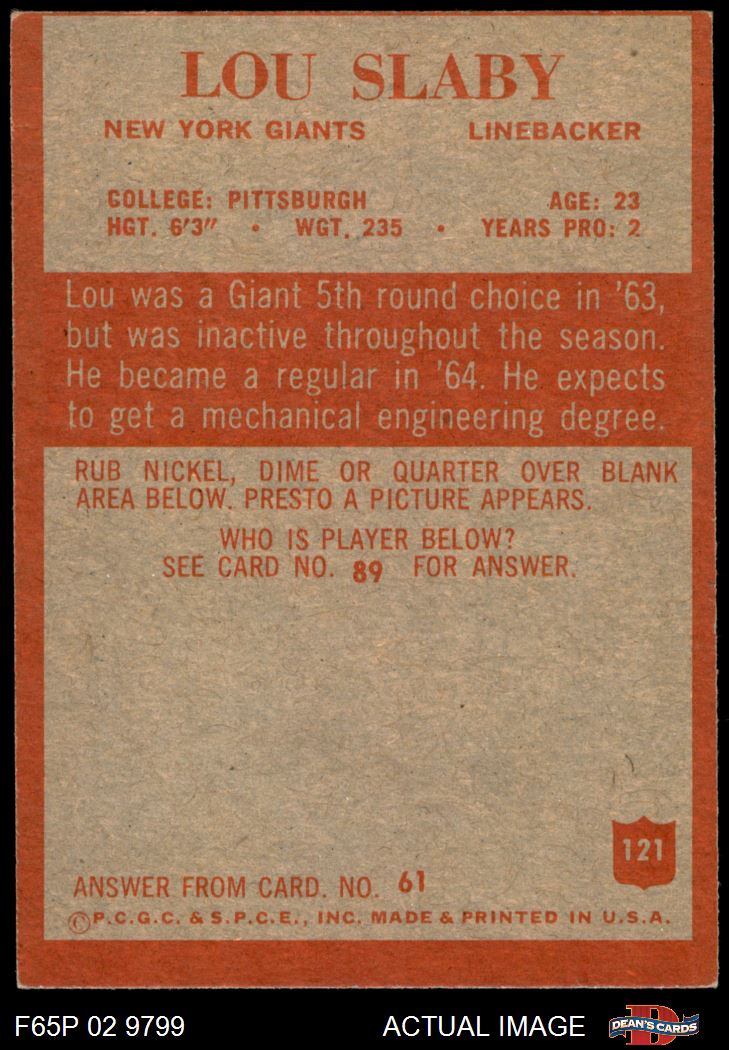 LOU SLABY
NEW YORK GIANTS LINEBACKER
COLLEGE: PITTSBURGH AGE: 23
HGT. 6'3" • WGT. 235 • YEARS PRO: 2
Lou was a Giant 5th round choice in '63,
but was inactive throughout the season.
He became a regular in '64. He expects
to get a mechanical engineering degree.
RUB NICKEL, DIME OR QUARTER OVER BLANK
AREA BELOW. PRESTO A PICTURE APPEARS.
WHO IS PLAYER BELOW?
SEE CARD NO. 89 FOR ANSWER.
121
ANSWER FROM CARD. NO. 61
©P.C.G.C. & S.P.C.E., INC. MADE & PRINTED IN U.S.A.
F65P 02 9799 ACTUAL IMAGE D DEAN'S CARDS